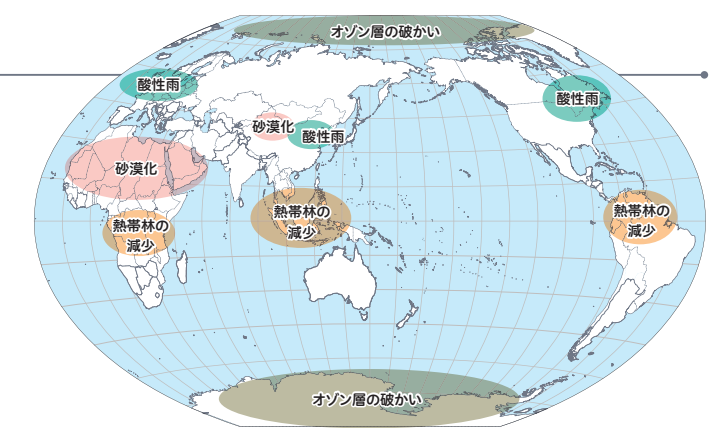 オゾン層の破かい
酸性雨
酸性雨
砂漠化
酸性雨
砂漠化
熱帯林の
減少
熱帯林の
減少
熱帯林の
減少
オゾン層の破かい